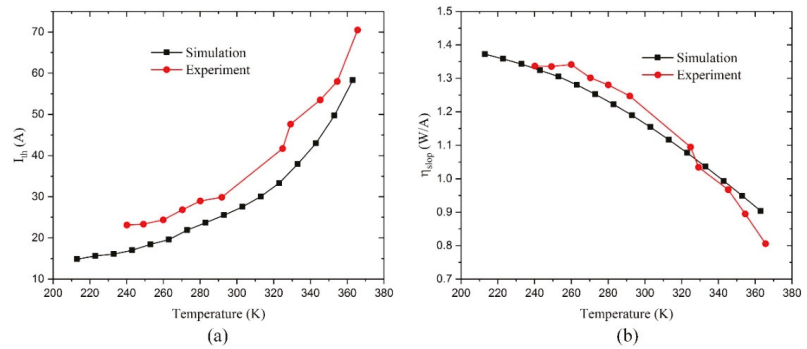 70
60
50
40
30
20
10
I_th (A)
Simulation
Experiment
200 220 240 260 280 300 320 340 360 380
Temperature (K)
(a)
1.5
1.4
1.3
1.2
1.1
1.0
0.9
0.8
0.7
η_slop (W/A)
Simulation
Experiment
200 220 240 260 280 300 320 340 360 380
Temperature (K)
(b)